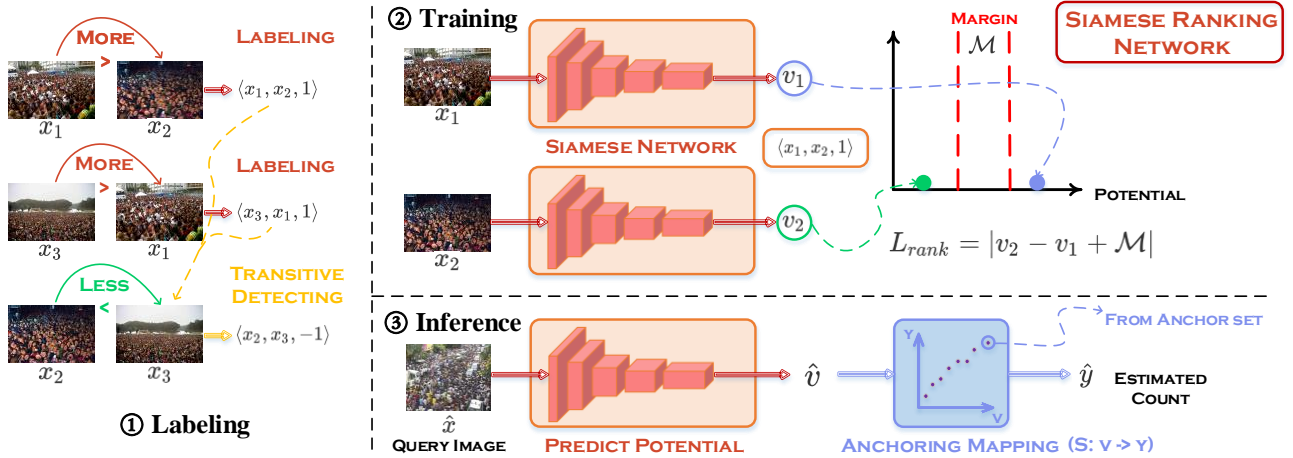 MORE
>
LABELING
⟨x₁, x₂, 1⟩
x₁
x₂
MORE
>
LABELING
⟨x₃, x₁, 1⟩
x₃
x₁
LESS
<
TRANSITIVE
DETECTING
⟨x₂, x₃, −1⟩
x₂
x₃
① Labeling
② Training
x₁
SIAMESE NETWORK
v₁
⟨x₁, x₂, 1⟩
x₂
v₂
MARGIN
M
POTENTIAL
L_rank = |v₂ − v₁ + M|
SIAMESE RANKING
NETWORK
③ Inference
x̂
QUERY IMAGE
PREDICT POTENTIAL
v̂
Y
V
ANCHORING MAPPING (S: V -> Y)
FROM ANCHOR SET
ŷ
ESTIMATED
COUNT